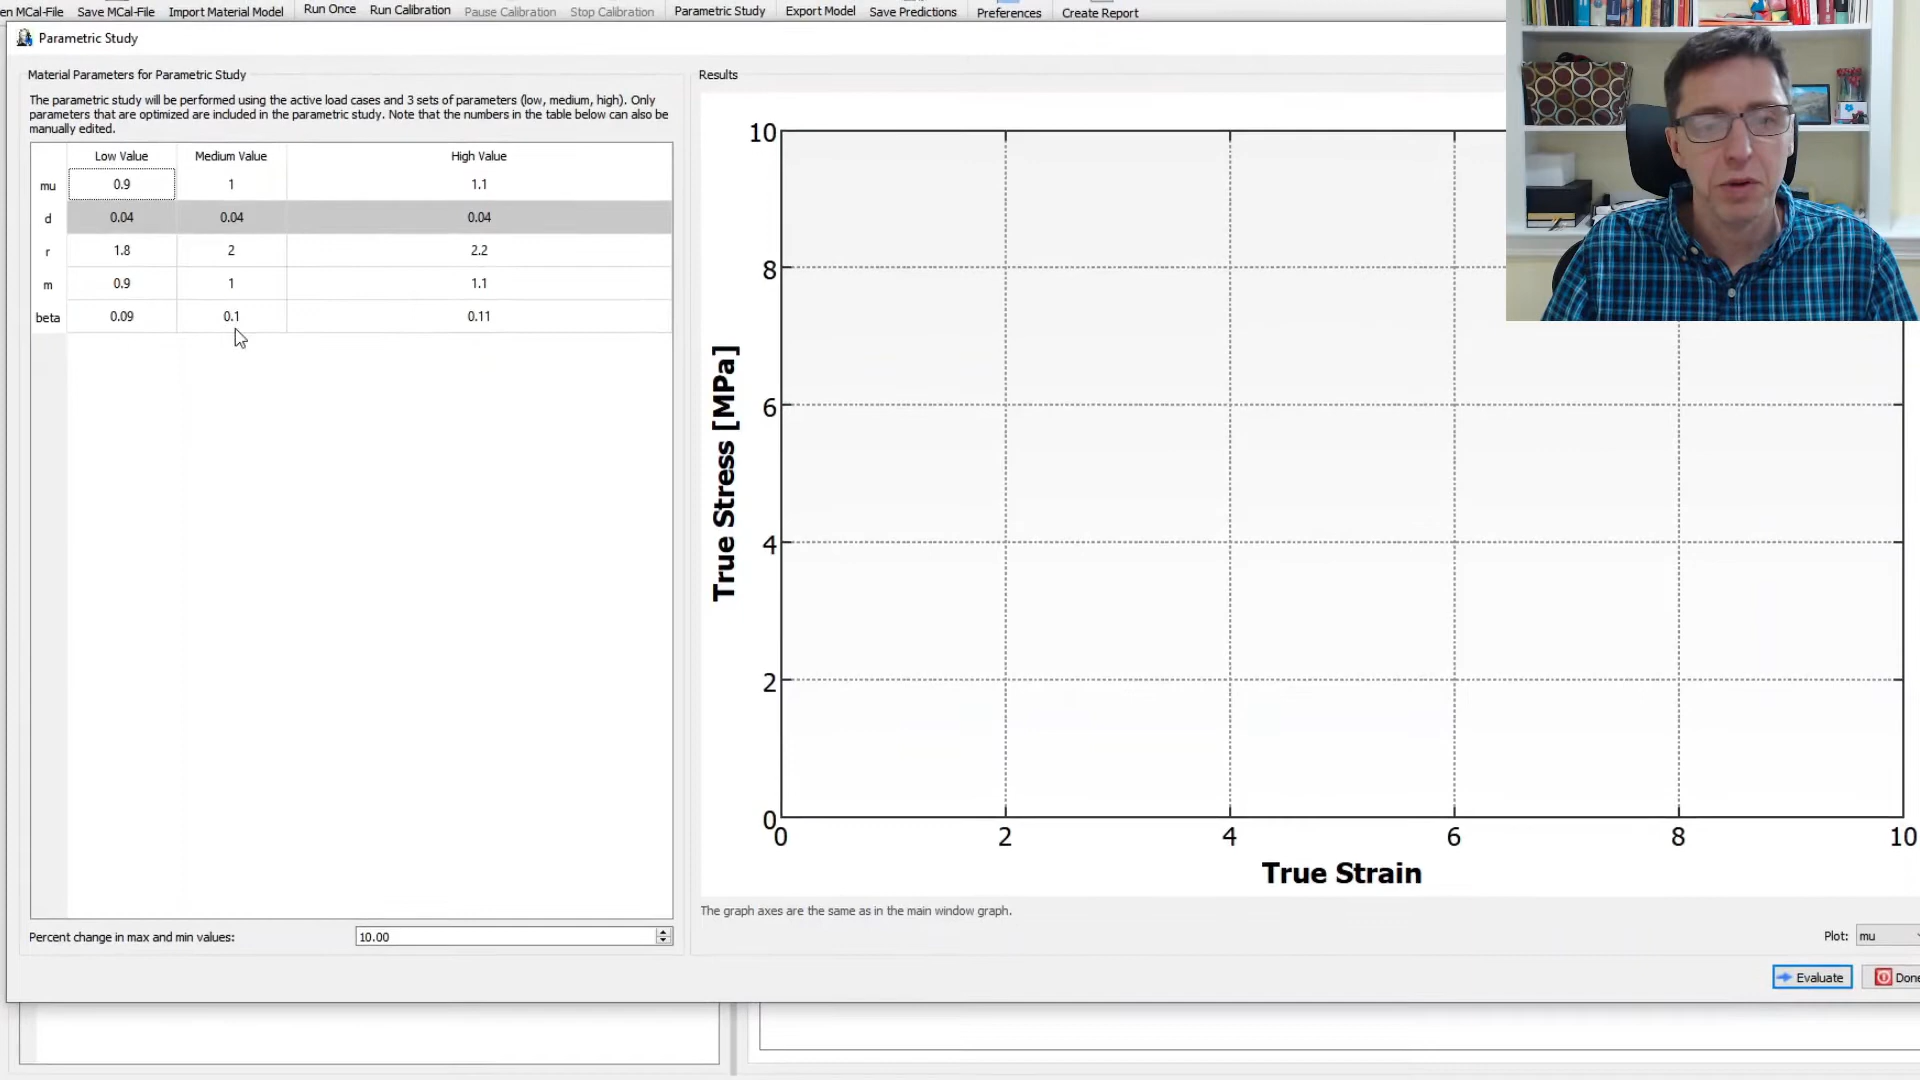 en MCal-File Save MCal-File Import Material Model Run Once Run Calibration Pause Calibration Stop Calibration Parametric Study Export Model Save Predictions Preferences Create Report
Parametric Study
Material Parameters for Parametric Study
The parametric study will be performed using the active load cases and 3 sets of parameters (low, medium, high). Only
parameters that are optimized are included in the parametric study. Note that the numbers in the table below can also be
manually edited.
Low Value Medium Value High Value
mu 0.9 1 1.1
d 0.04 0.04 0.04
r 1.8 2 2.2
m 0.9 1 1.1
beta 0.09 0.1 0.11
Percent change in max and min values: 10.00
Results
10
8
6
4
2
0
True Stress [MPa]
0 2 4 6 8 10
True Strain
The graph axes are the same as in the main window graph.
Plot: mu
Evaluate Done